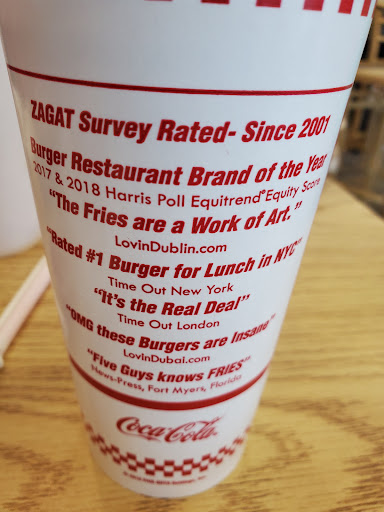 ZAGAT Survey Rated- Since 2001
Burger Restaurant Brand of the Year
2017 & 2018 Harris Poll Equitrend® Equity Score
"The Fries are a Work of Art."
LovinDublin.com
"Rated #1 Burger for Lunch in NYC"
Time Out New York
"It's the Real Deal"
Time Out London
"OMG these Burgers are Insane"
LovinDubai.com
"Five Guys knows FRIES"
News-Press, Fort Myers, Florida
Coca-Cola